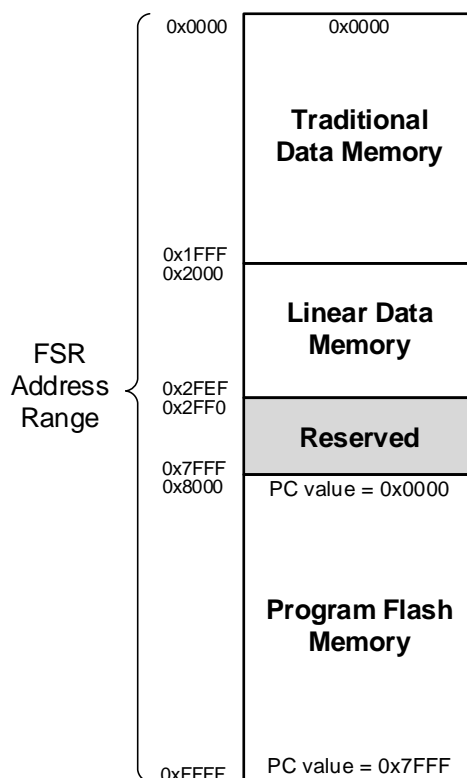 0x0000
0x0000
Traditional
Data Memory
0x1FFF
0x2000
Linear Data
Memory
FSR
Address
Range
0x2FEF
0x2FF0
Reserved
0x7FFF
0x8000
PC value = 0x0000
Program Flash
Memory
PC value = 0x7FFF
0xFFFF